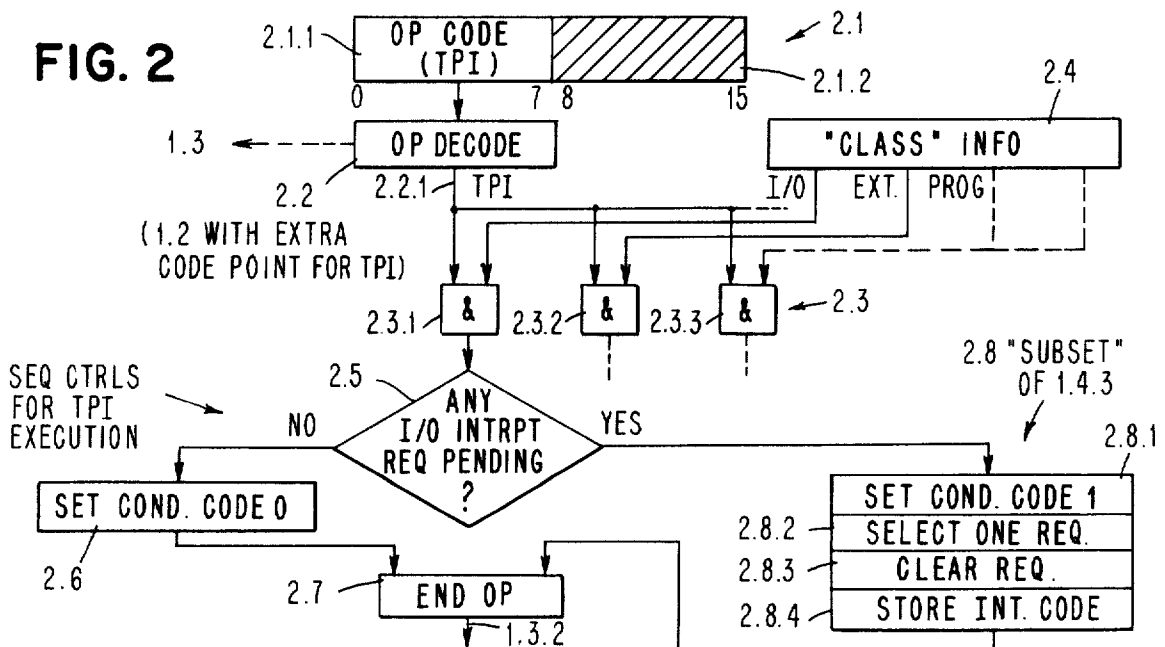 FIG. 2
2.1.1
OP CODE
(TPI)
2.1
2.1.2
0
7
8
15
2.4
1.3
OP DECODE
"CLASS" INFO
2.2
2.2.1
TPI
I/O
EXT.
PROG
(1.2 WITH EXTRA
CODE POINT FOR TPI)
2.3.1
&
2.3.2
&
2.3.3
&
2.3
SEQ CTRLS
FOR TPI
EXECUTION
2.5
ANY
I/O INTRPT
REQ PENDING
?
NO
YES
2.8 "SUBSET"
OF 1.4.3
2.8.1
SET COND. CODE 0
2.6
SET COND. CODE 1
2.8.2
SELECT ONE REQ.
2.8.3
CLEAR REQ.
2.8.4
STORE INT. CODE
2.7
END OP
1.3.2